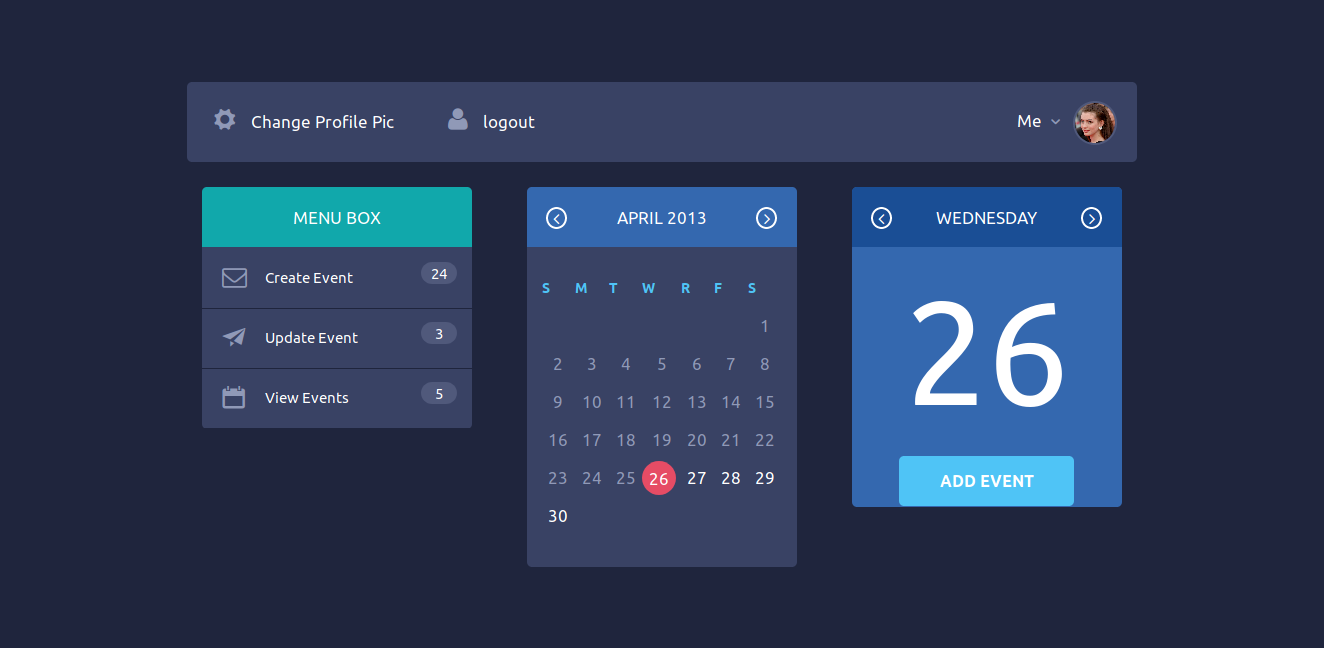 Change Profile Pic logout Me
MENU BOX
Create Event 24
Update Event 3
View Events 5
APRIL 2013
S M T W R F S
1
2 3 4 5 6 7 8
9 10 11 12 13 14 15
16 17 18 19 20 21 22
23 24 25 26 27 28 29
30
WEDNESDAY
26
ADD EVENT